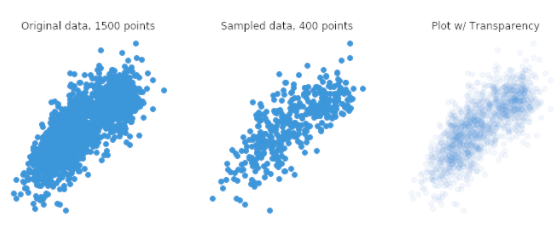 Original data, 1500 points
Sampled data, 400 points
Plot w/ Transparency